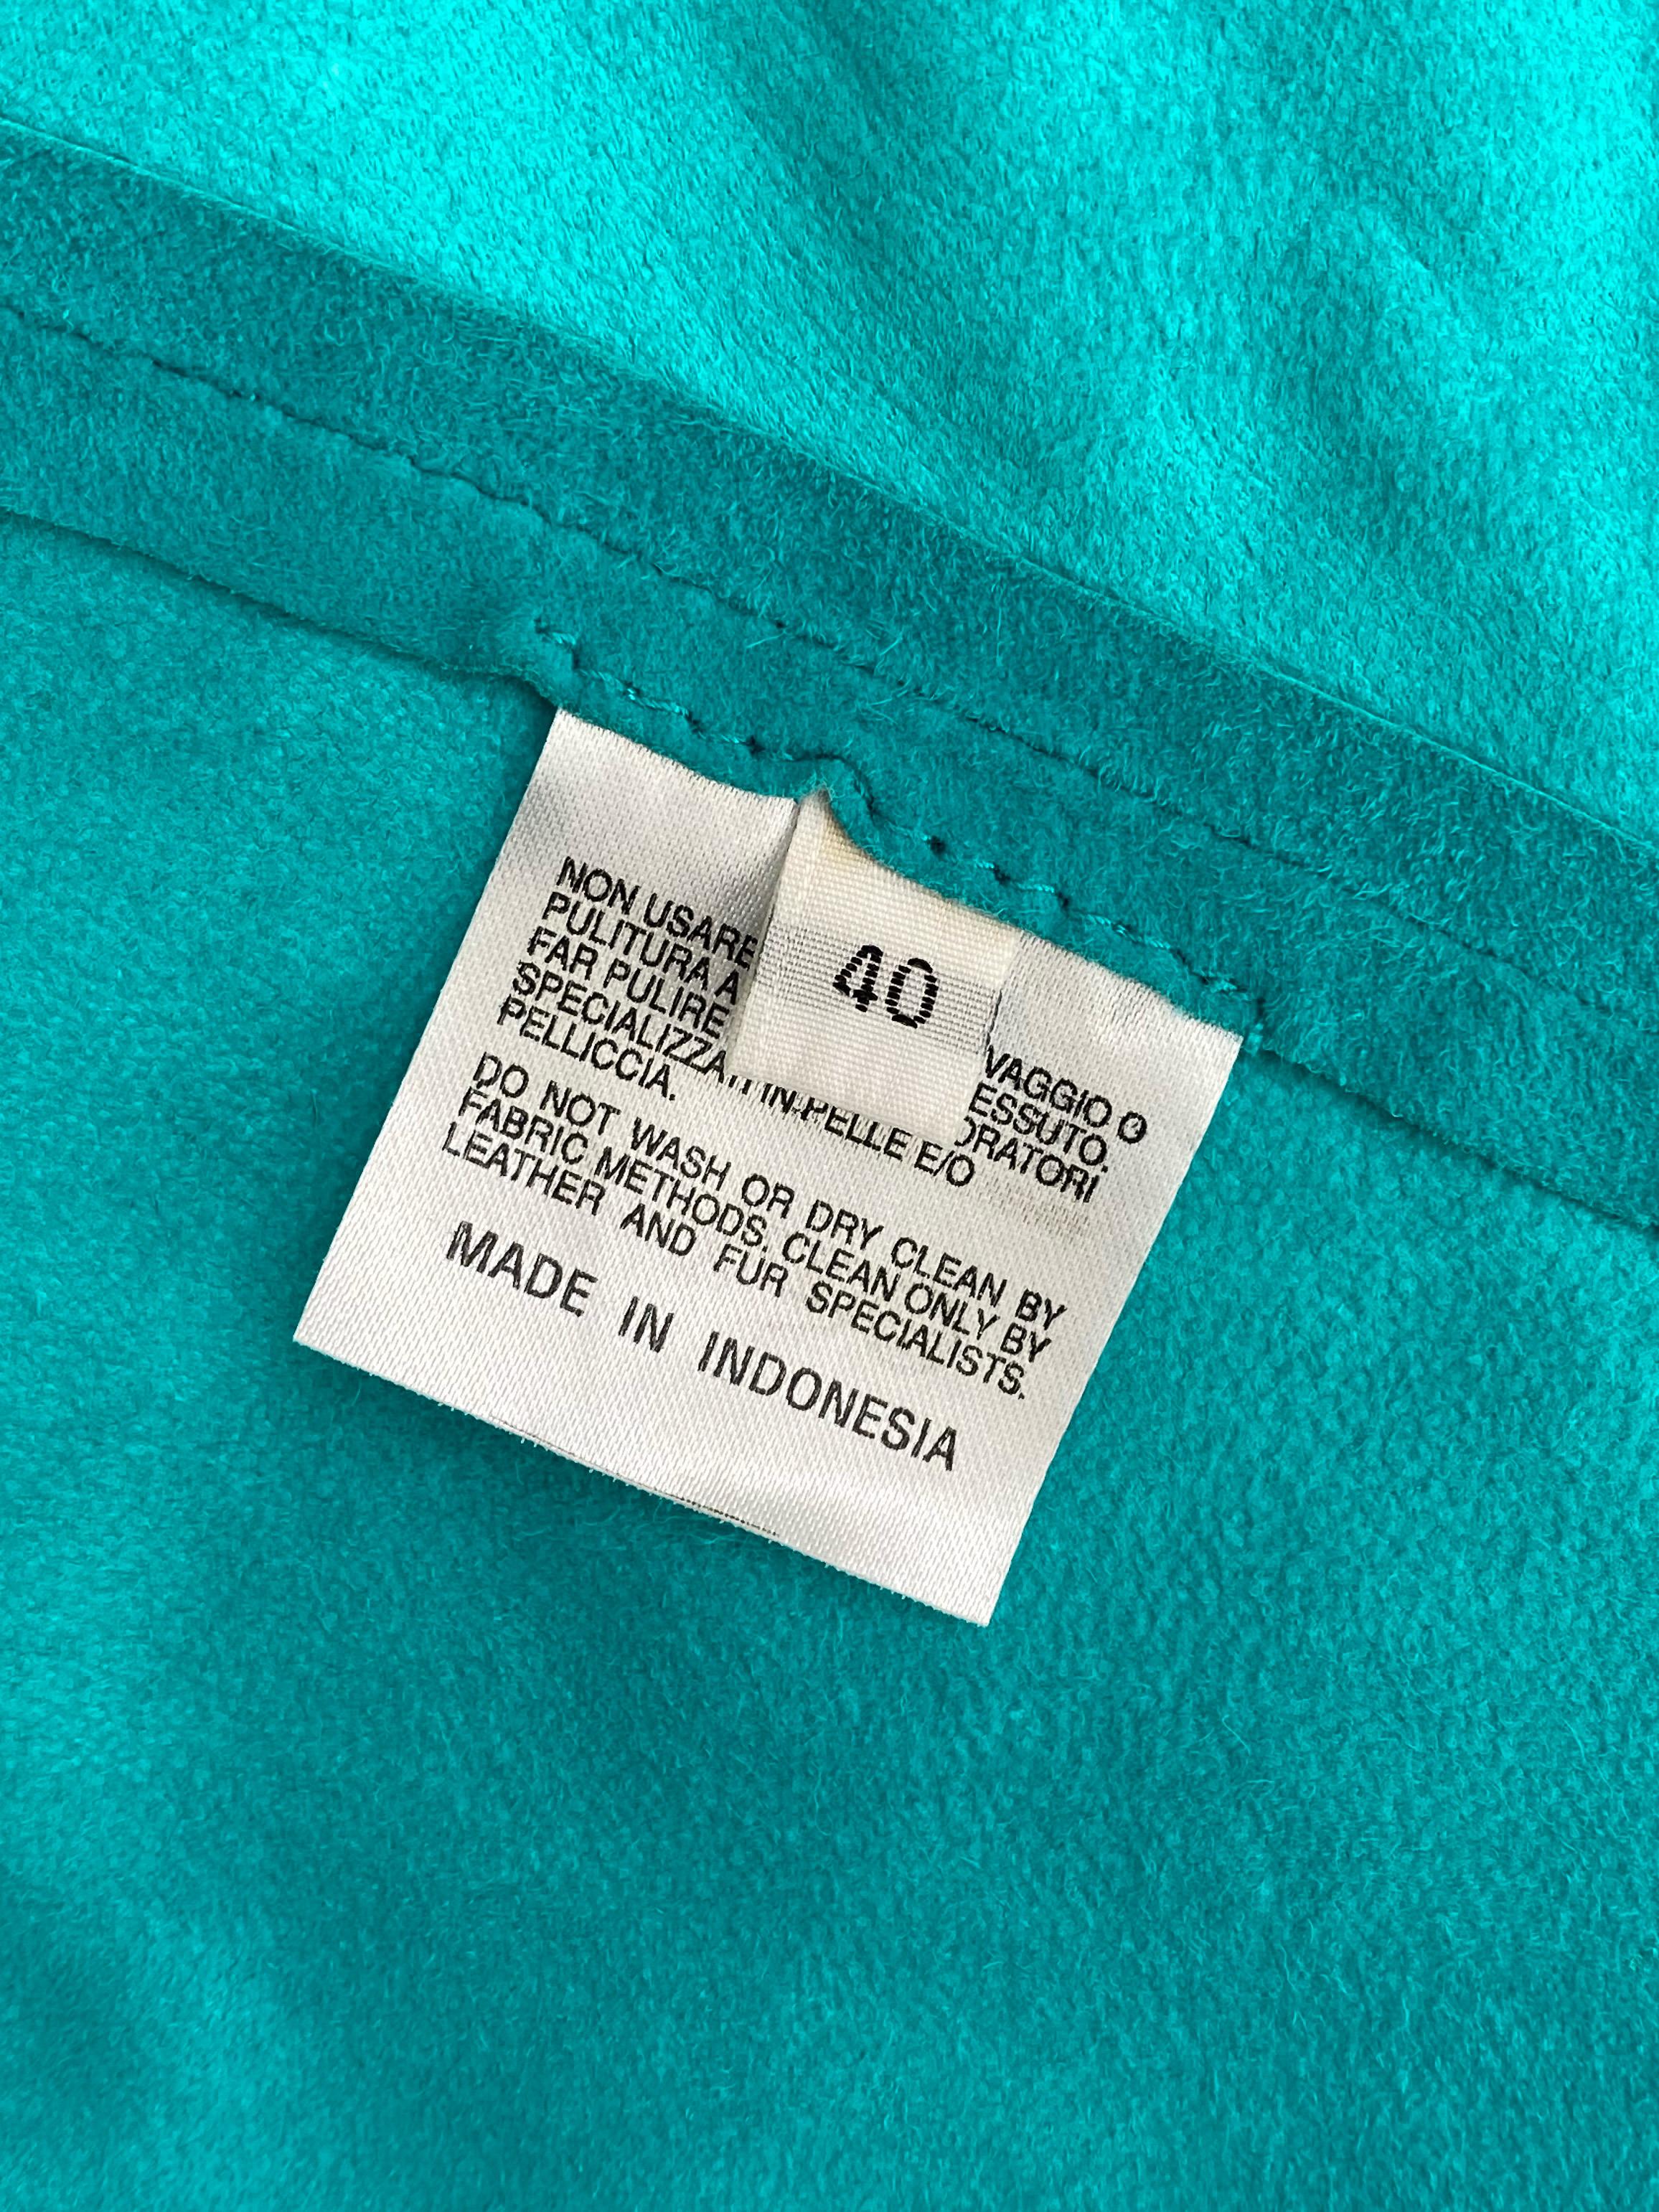 40
NON USARE VAGGIO O
PULITURA A ESSUTO.
FAR PULIRE ORATORI
SPECIALIZZATI IN PELLE E/O
PELLICCIA.
DO NOT WASH OR DRY CLEAN BY
FABRIC METHODS. CLEAN ONLY BY
LEATHER AND FUR SPECIALISTS.
MADE IN INDONESIA